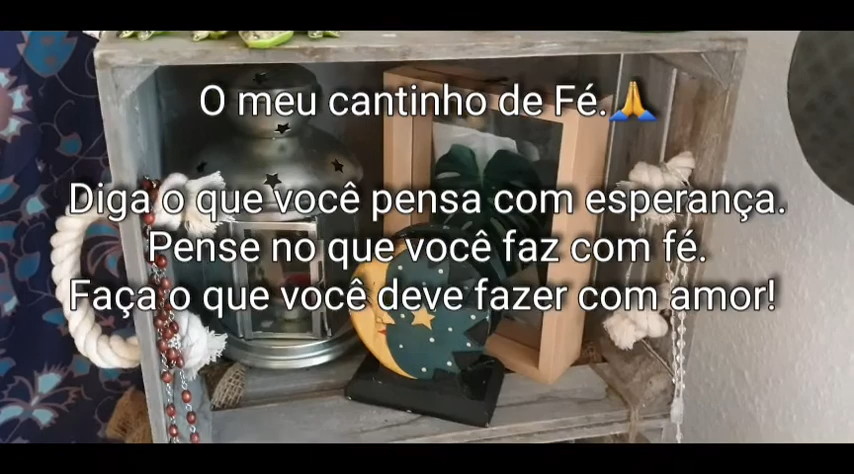 O meu cantinho de Fé.🙏
Diga o que você pensa com esperança.
Pense no que você faz com fé.
Faça o que você deve fazer com amor!